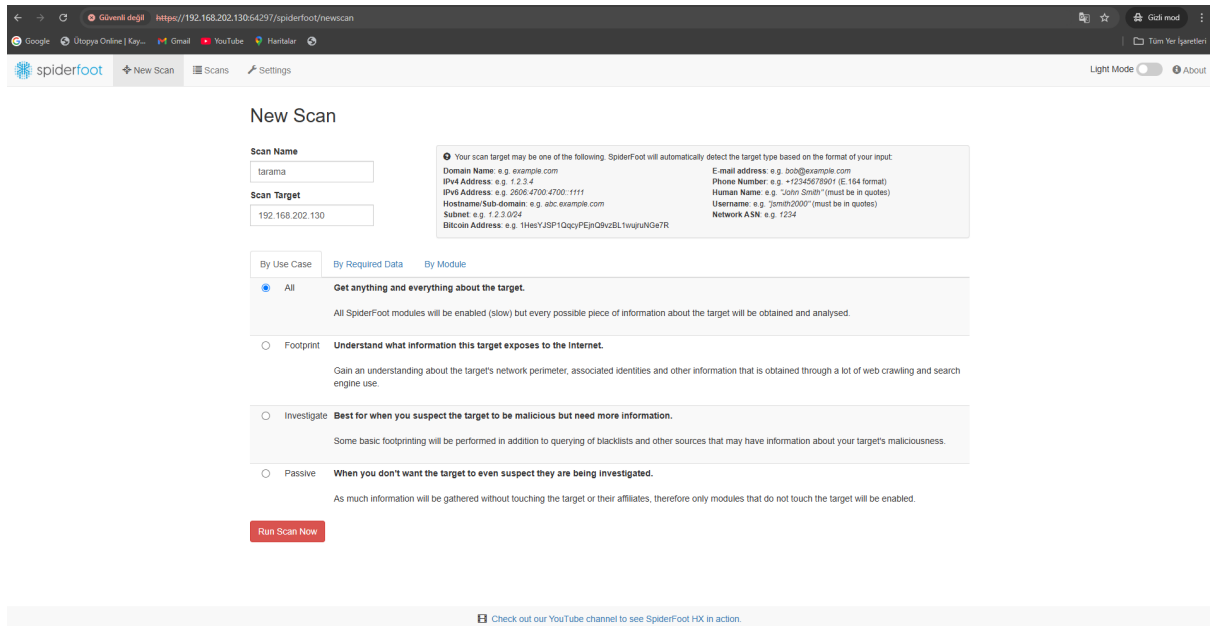 Güvenli değil https://192.168.202.130:64297/spiderfoot/newscan Gizli mod
Google Ütopya Online | Kay... Gmail YouTube Haritalar Tüm Yer İşaretleri
spiderfoot New Scan Scans Settings Light Mode About
New Scan
Scan Name
tarama
Scan Target
192.168.202.130
Your scan target may be one of the following. SpiderFoot will automatically detect the target type based on the format of your input:
Domain Name: e.g. example.com
IPv4 Address: e.g. 1.2.3.4
IPv6 Address: e.g. 2606:4700:4700::1111
Hostname/Sub-domain: e.g. abc.example.com
Subnet: e.g. 1.2.3.0/24
Bitcoin Address: e.g. 1HesYJSP1QqcyPEjnQ9vzBL1wujruNGe7R
E-mail address: e.g. bob@example.com
Phone Number: e.g. +12345678901 (E.164 format)
Human Name: e.g. "John Smith" (must be in quotes)
Username: e.g. "jsmith2000" (must be in quotes)
Network ASN: e.g. 1234
By Use Case By Required Data By Module
All Get anything and everything about the target.
All SpiderFoot modules will be enabled (slow) but every possible piece of information about the target will be obtained and analysed.
Footprint Understand what information this target exposes to the Internet.
Gain an understanding about the target's network perimeter, associated identities and other information that is obtained through a lot of web crawling and search
engine use.
Investigate Best for when you suspect the target to be malicious but need more information.
Some basic footprinting will be performed in addition to querying of blacklists and other sources that may have information about your target's maliciousness.
Passive When you don't want the target to even suspect they are being investigated.
As much information will be gathered without touching the target or their affiliates, therefore only modules that do not touch the target will be enabled.
Run Scan Now
Check out our YouTube channel to see SpiderFoot HX in action.